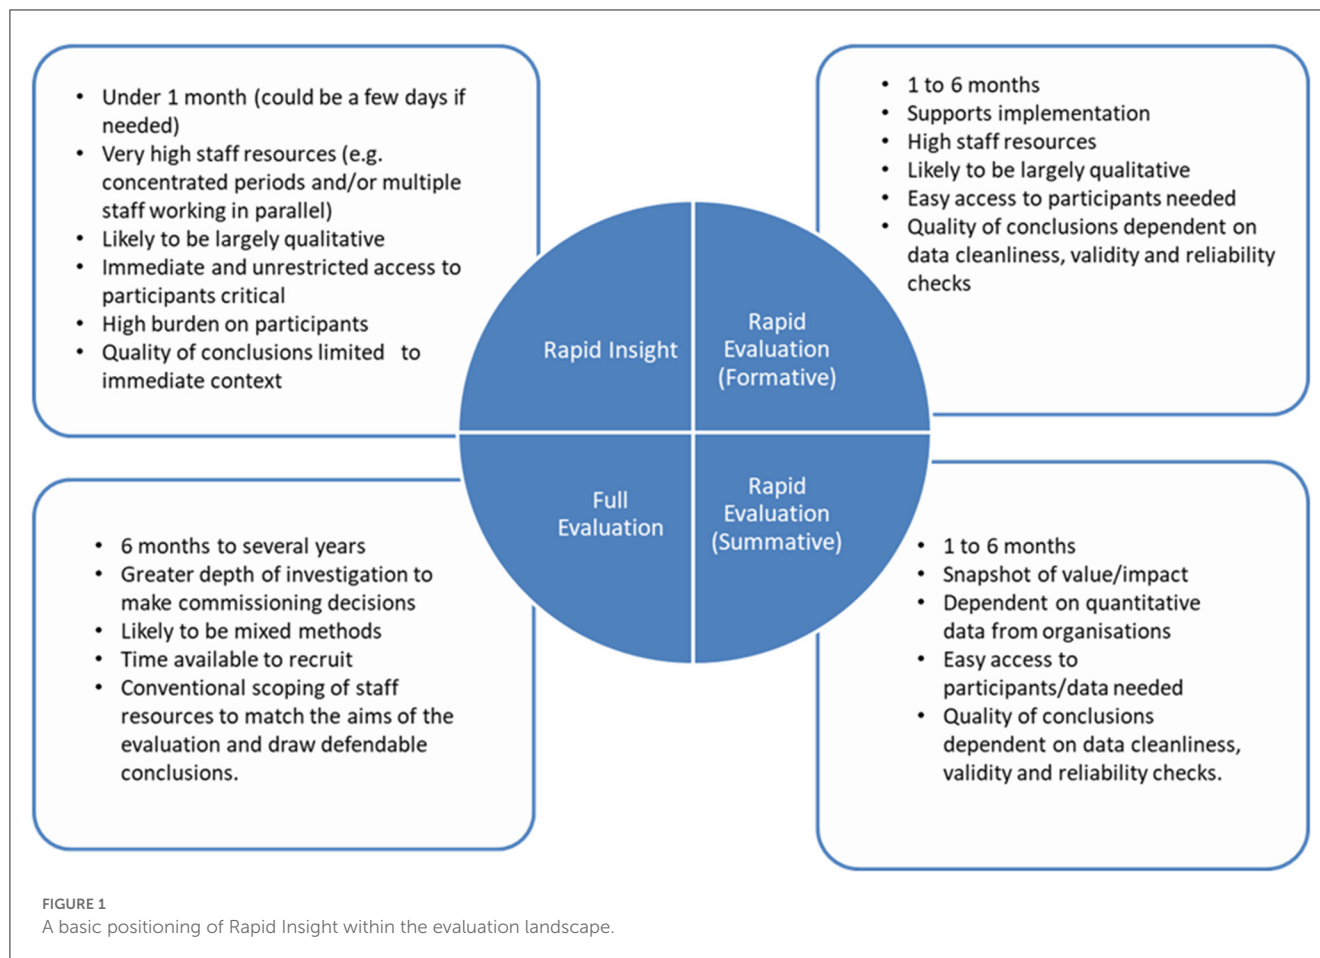 • Under 1 month (could be a few days if
needed)
• Very high staff resources (e.g.
concentrated periods and/or multiple
staff working in parallel)
• Likely to be largely qualitative
• Immediate and unrestricted access to
participants critical
• High burden on participants
• Quality of conclusions limited to
immediate context
• 1 to 6 months
• Supports implementation
• High staff resources
• Likely to be largely qualitative
• Easy access to participants needed
• Quality of conclusions dependent on
data cleanliness, validity and reliability
checks
Rapid Insight
Rapid
Evaluation
(Formative)
Full
Evaluation
Rapid
Evaluation
(Summative)
• 6 months to several years
• Greater depth of investigation to
make commissioning decisions
• Likely to be mixed methods
• Time available to recruit
• Conventional scoping of staff
resources to match the aims of the
evaluation and draw defendable
conclusions.
• 1 to 6 months
• Snapshot of value/impact
• Dependent on quantitative
data from organisations
• Easy access to
participants/data needed
• Quality of conclusions
dependent on data cleanliness,
validity and reliability checks.
FIGURE 1
A basic positioning of Rapid Insight within the evaluation landscape.